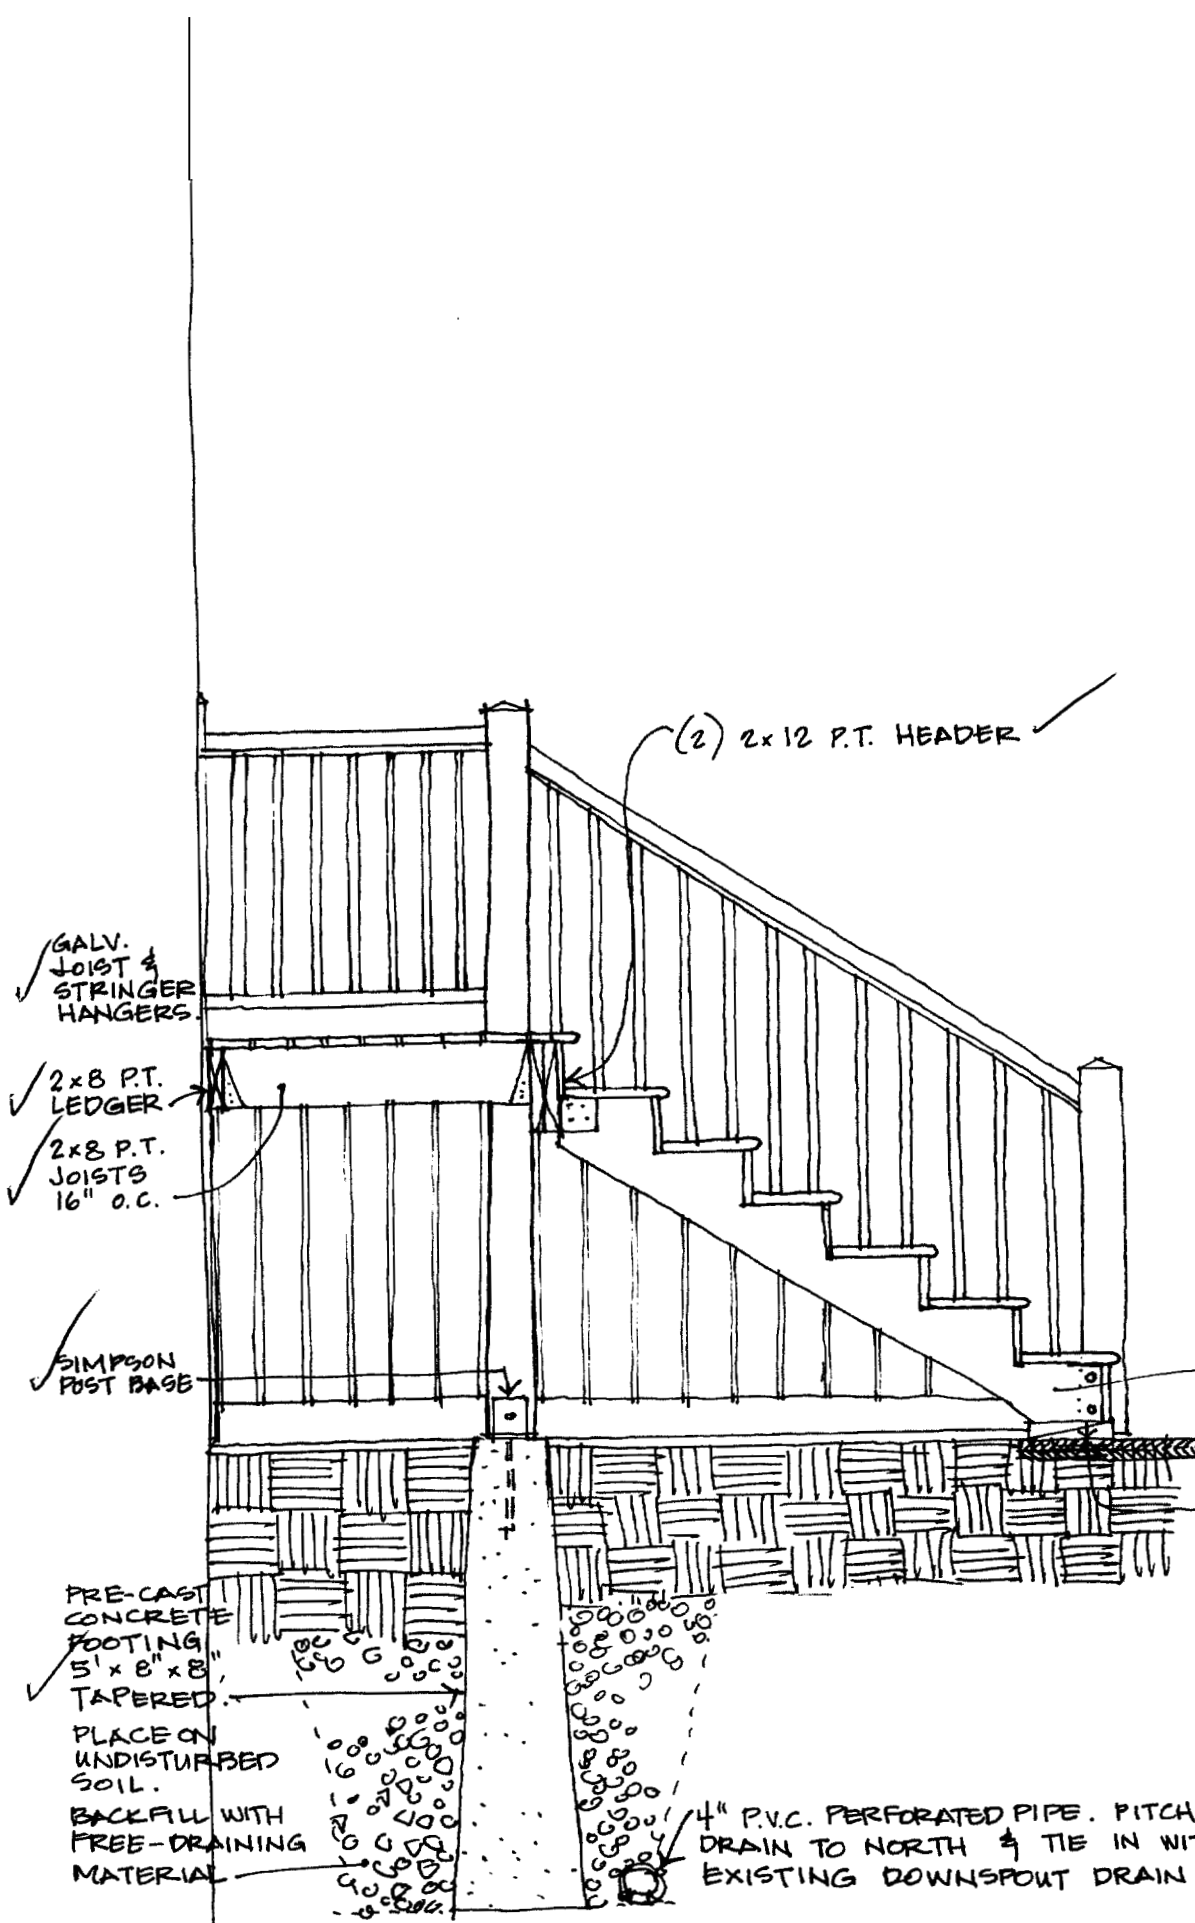 (2) 2x12 P.T. HEADER
GALV.
JOIST &
STRINGER
HANGERS.
2x8 P.T.
LEDGER
2x8 P.T.
JOISTS
16" O.C.
SIMPSON
POST BASE
PRE-CAST
CONCRETE
FOOTING
5' x 8" x 8"
TAPERED.
PLACE ON
UNDISTURBED
SOIL.
BACKFILL WITH
FREE-DRAINING
MATERIAL
4" P.V.C. PERFORATED PIPE. PITCH
DRAIN TO NORTH & TIE IN WIT
EXISTING DOWNSPOUT DRAIN